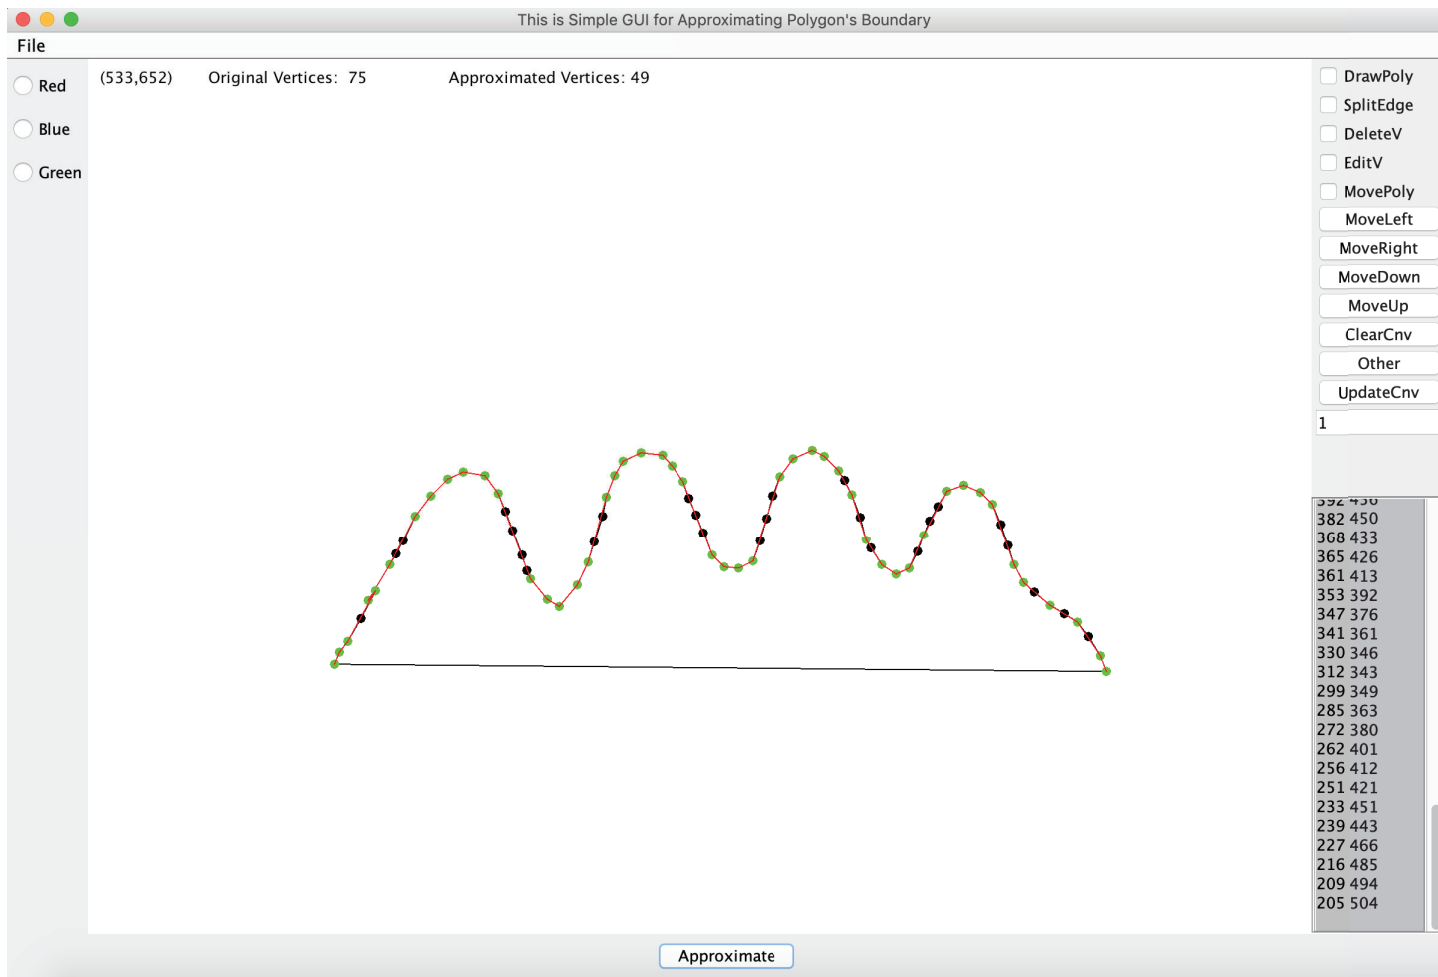 This is Simple GUI for Approximating Polygon's Boundary
File
Red
Blue
Green
(533,652) Original Vertices: 75 Approximated Vertices: 49
DrawPoly
SplitEdge
DeleteV
EditV
MovePoly
MoveLeft
MoveRight
MoveDown
MoveUp
ClearCnv
Other
UpdateCnv
1
382 450
368 433
365 426
361 413
353 392
347 376
341 361
330 346
312 343
299 349
285 363
272 380
262 401
256 412
251 421
233 451
239 443
227 466
216 485
209 494
205 504
Approximate